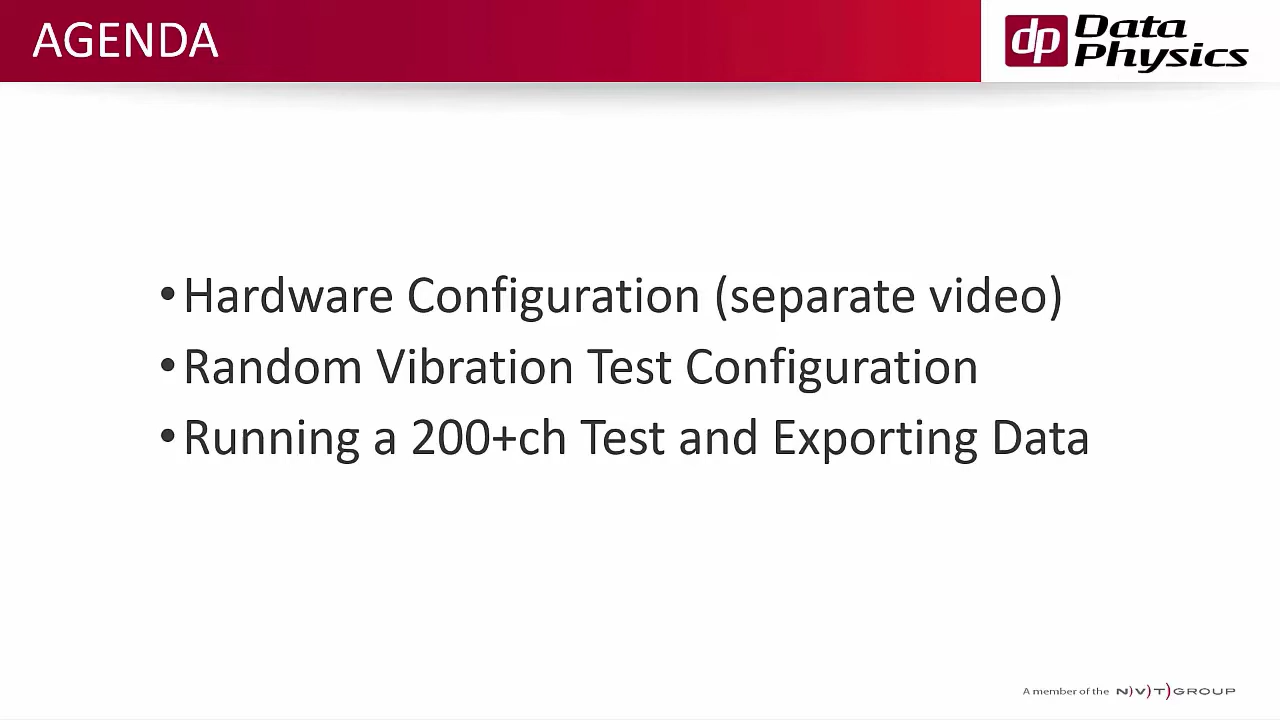 AGENDA
dp Data Physics
•Hardware Configuration (separate video)
•Random Vibration Test Configuration
•Running a 200+ch Test and Exporting Data
A member of the N)V)T)GROUP